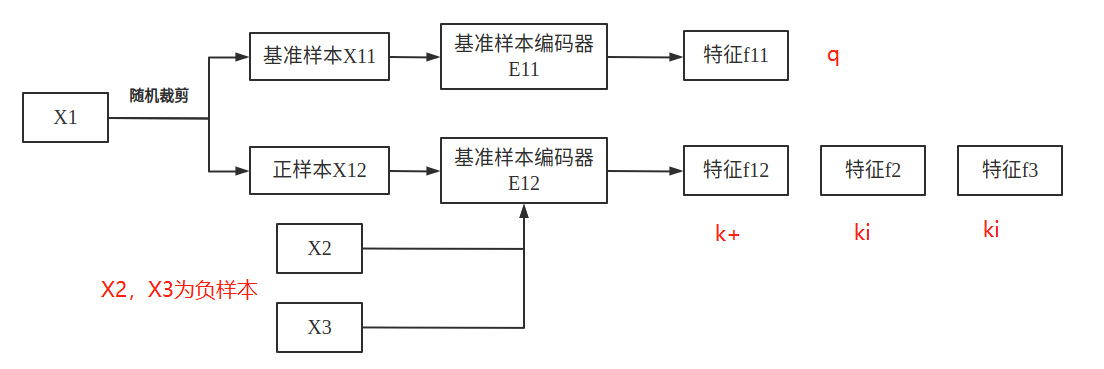 基准样本X11
基准样本编码器
E11
特征f11
q
X1
随机裁剪
正样本X12
基准样本编码器
E12
特征f12
特征f2
特征f3
k+
ki
ki
X2
X2，X3为负样本
X3